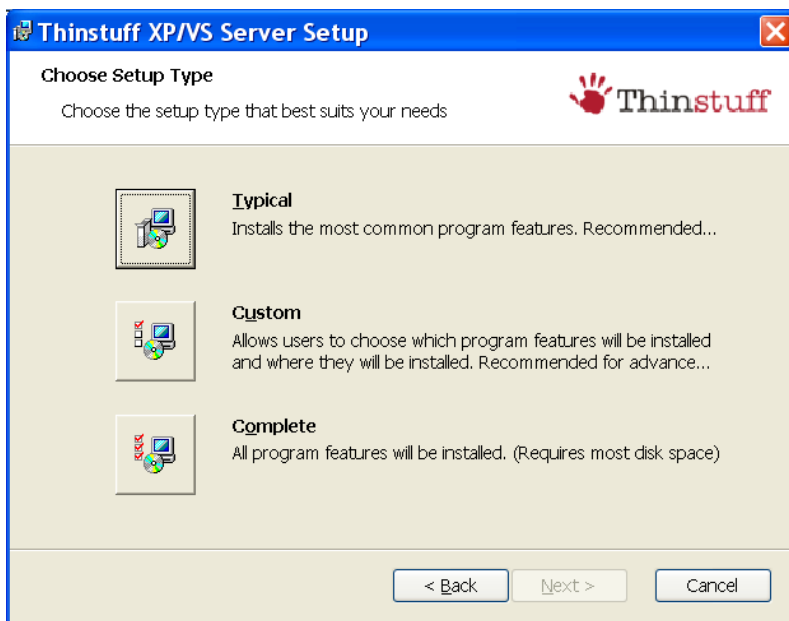 Thinstuff XP/VS Server Setup
Choose Setup Type
Choose the setup type that best suits your needs
Thinstuff
Typical
Installs the most common program features. Recommended...
Custom
Allows users to choose which program features will be installed
and where they will be installed. Recommended for advance...
Complete
All program features will be installed. (Requires most disk space)
< Back
Next >
Cancel